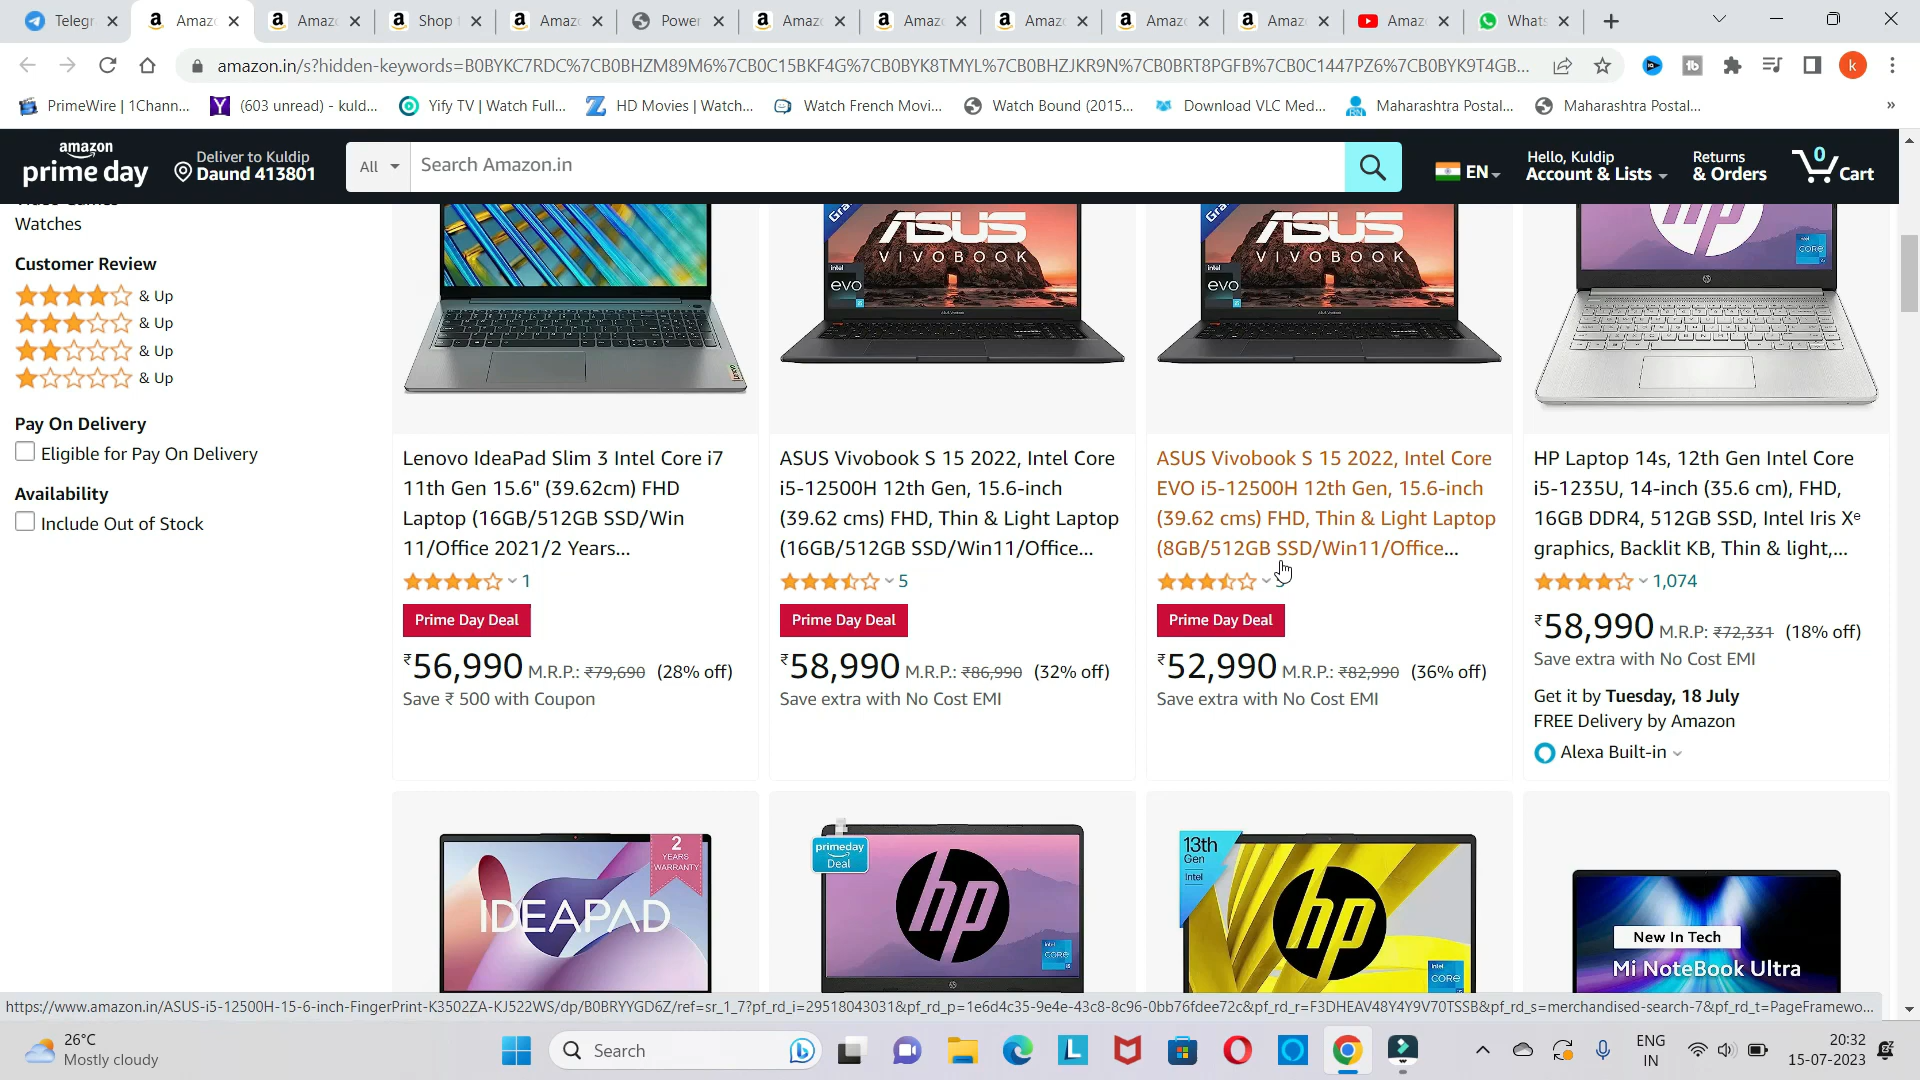 Telegr
Amaz
Amaz
Shop
Amaz
Power
Amaz
Amaz
Amaz
Amaz
Amaz
Amaz
Whats
amazon.in/s?hidden-keywords=B0BYKC7RDC%7CB0BHZM89M6%7CB0C15BKF4G%7CB0BYK8TMYL%7CB0BHZJKR9N%7CB0BRT8PGFB%7CB0C1447PZ6%7CB0BYK9T4GB...
k
PrimeWire | 1Chann...
(603 unread) - kuld...
Yify TV | Watch Full...
HD Movies | Watch...
Watch French Movi...
Watch Bound (2015...
Download VLC Med...
Maharashtra Postal...
Maharashtra Postal...
»
amazon
prime day
Deliver to Kuldip
Daund 413801
All
Search Amazon.in
EN
Hello, Kuldip
Account & Lists
Returns
& Orders
0
Cart
Watches
Customer Review
& Up
& Up
& Up
& Up
Pay On Delivery
Eligible for Pay On Delivery
Availability
Include Out of Stock
Lenovo
Lenovo IdeaPad Slim 3 Intel Core i7
11th Gen 15.6" (39.62cm) FHD
Laptop (16GB/512GB SSD/Win
11/Office 2021/2 Years...
1
Prime Day Deal
₹56,990 M.R.P.: ₹79,690 (28% off)
Save ₹ 500 with Coupon
ASUS
VIVOBOOK
intel
evo
ASUS Vivobook S 15 2022, Intel Core
i5-12500H 12th Gen, 15.6-inch
(39.62 cms) FHD, Thin & Light Laptop
(16GB/512GB SSD/Win11/Office...
5
Prime Day Deal
₹58,990 M.R.P.: ₹86,990 (32% off)
Save extra with No Cost EMI
ASUS
VIVOBOOK
intel
evo
ASUS Vivobook S 15 2022, Intel Core
EVO i5-12500H 12th Gen, 15.6-inch
(39.62 cms) FHD, Thin & Light Laptop
(8GB/512GB SSD/Win11/Office...
Prime Day Deal
₹52,990 M.R.P.: ₹82,990 (36% off)
Save extra with No Cost EMI
hp
intel
core
HP Laptop 14s, 12th Gen Intel Core
i5-1235U, 14-inch (35.6 cm), FHD,
16GB DDR4, 512GB SSD, Intel Iris Xᵉ
graphics, Backlit KB, Thin & light,...
1,074
₹58,990 M.R.P.: ₹72,331 (18% off)
Save extra with No Cost EMI
Get it by Tuesday, 18 July
FREE Delivery by Amazon
Alexa Built-in
2
YEARS
WARRANTY
IDEAPAD
primeday
Deal
hp
intel
core
13th
Gen
Intel
hp
intel
core
New In Tech
Mi NoteBook Ultra
https://www.amazon.in/ASUS-i5-12500H-15-6-inch-FingerPrint-K3502ZA-KJ522WS/dp/B0BRYYGD6Z/ref=sr_1_7?pf_rd_i=29518043031&pf_rd_p=1e6d4c35-9e4e-43c8-8c96-0bb76fdee72c&pf_rd_r=F3DHEAV48Y4Y9V70TSSB&pf_rd_s=merchandised-search-7&pf_rd_t=PageFramewo...
26°C
Mostly cloudy
Search
ENG
IN
20:32
15-07-2023